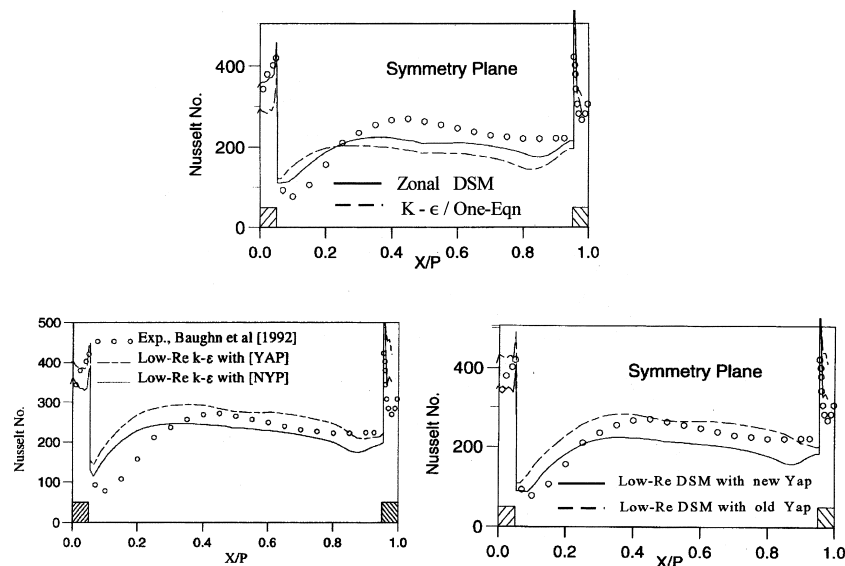 400
200
0
Nusselt No.
Symmetry Plane
Zonal DSM
K - ϵ / One-Eqn
0.0 0.2 0.4 0.6 0.8 1.0
X/P
500
400
300
200
100
0
Nusselt No.
Exp., Baughn et al [1992]
Low-Re k-ε with [YAP]
Low-Re k-ε with [NYP]
0.0 0.2 0.4 0.6 0.8 1.0
X/P
400
200
0
Nusselt No.
Symmetry Plane
Low-Re DSM with new Yap
Low-Re DSM with old Yap
0.0 0.2 0.4 0.6 0.8 1.0
X/P